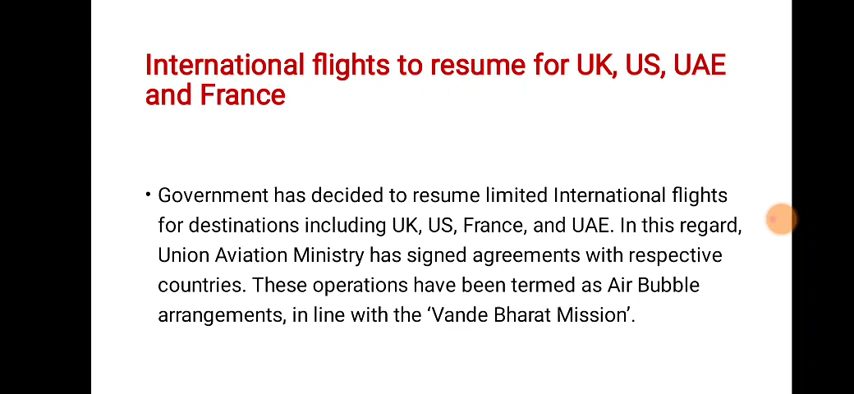 International flights to resume for UK, US, UAE
and France
• Government has decided to resume limited International flights
for destinations including UK, US, France, and UAE. In this regard,
Union Aviation Ministry has signed agreements with respective
countries. These operations have been termed as Air Bubble
arrangements, in line with the ‘Vande Bharat Mission’.